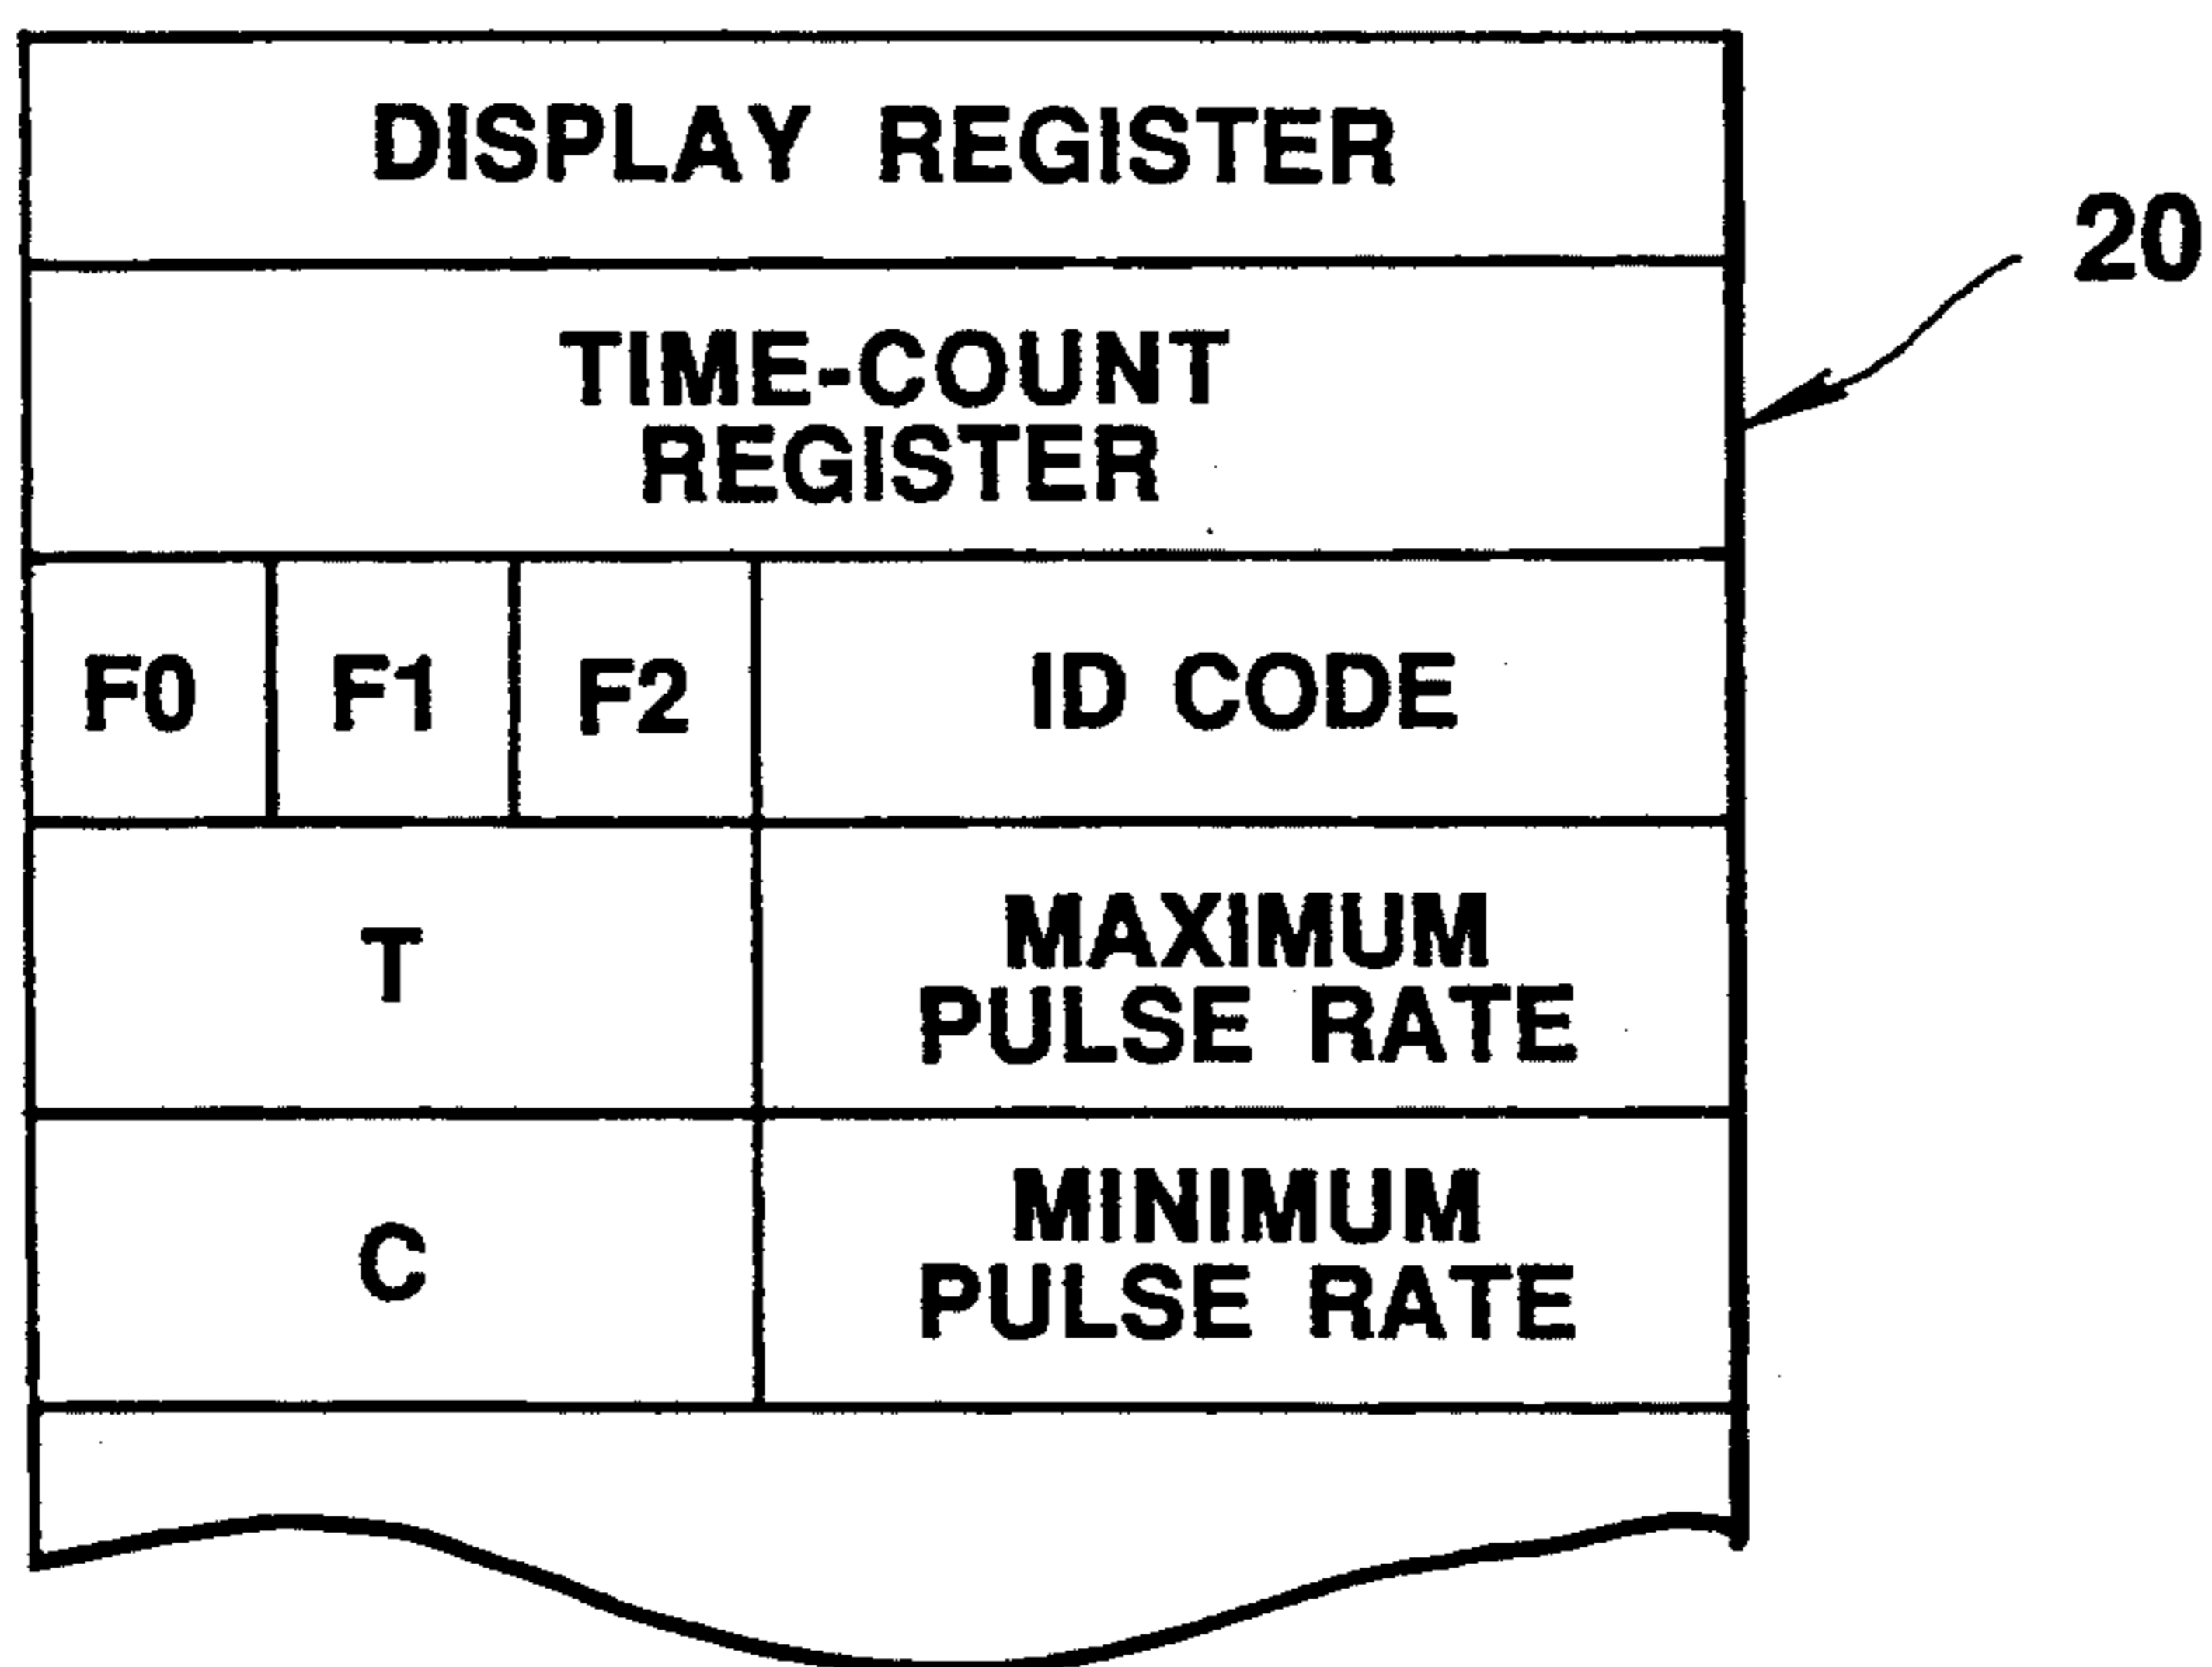 DISPLAY REGISTER
20
TIME-COUNT
REGISTER
F0 F1 F2 ID CODE
T
MAXIMUM
PULSE RATE
C
MINIMUM
PULSE RATE